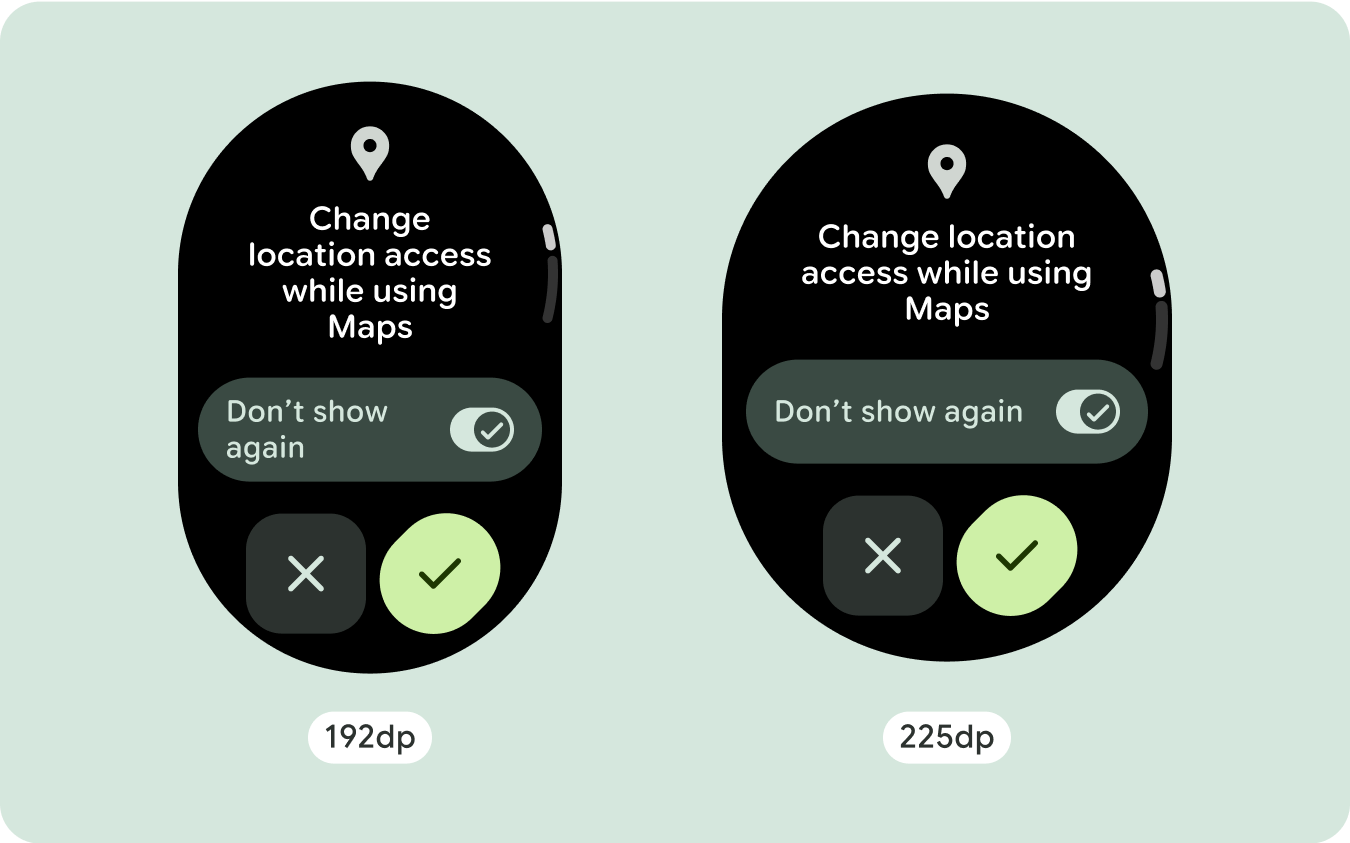 Change
location access
while using
Maps
Don’t show
again
192dp
Change location
access while using
Maps
Don’t show again
225dp